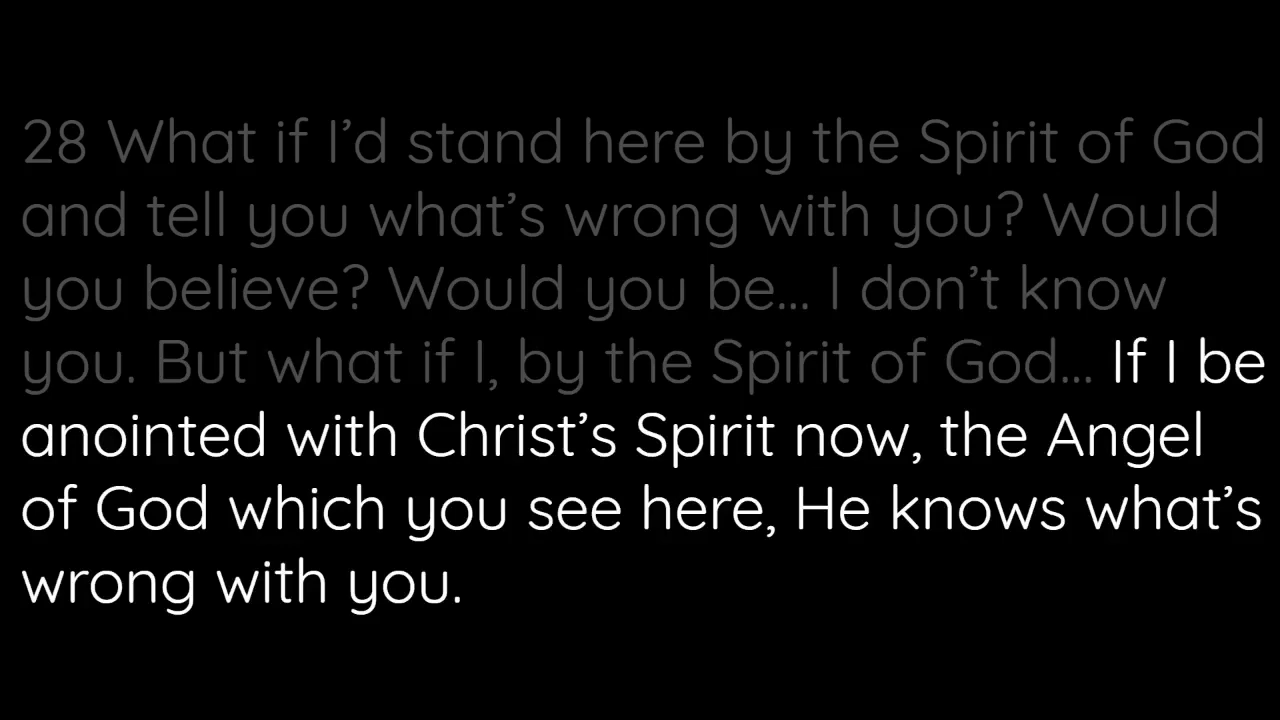 28 What if I’d stand here by the Spirit of God
and tell you what’s wrong with you? Would
you believe? Would you be... I don’t know
you. But what if I, by the Spirit of God... If I be
anointed with Christ’s Spirit now, the Angel
of God which you see here, He knows what’s
wrong with you.